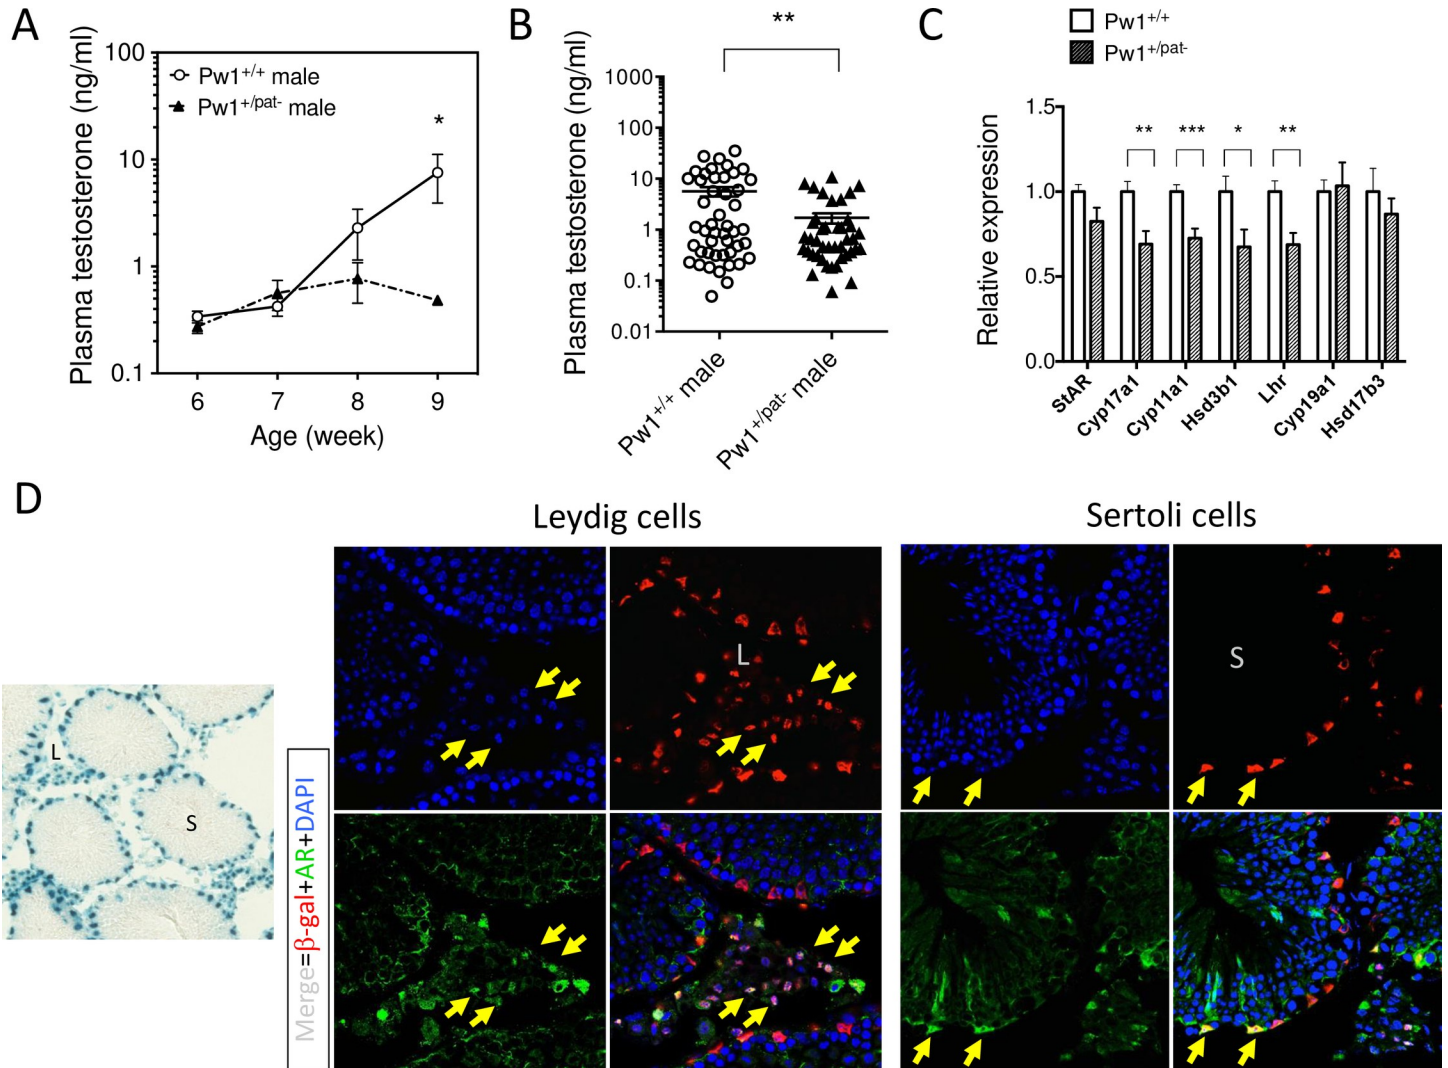 A
Plasma testosterone (ng/ml)
100
10
1
0.1
Pw1+/+ male
Pw1+/pat- male
*
6 7 8 9
Age (week)
B
**
Plasma testosterone (ng/ml)
1000
100
10
1
0.1
0.01
Pw1+/+ male
Pw1+/pat- male
C
Pw1+/+
Pw1+/pat-
Relative expression
1.5
1.0
0.5
0.0
** *** * **
StAR
Cyp17a1
Cyp11a1
Hsd3b1
Lhr
Cyp19a1
Hsd17b3
D
Leydig cells
Sertoli cells
L
S
Merge=β-gal+AR+DAPI
L
S